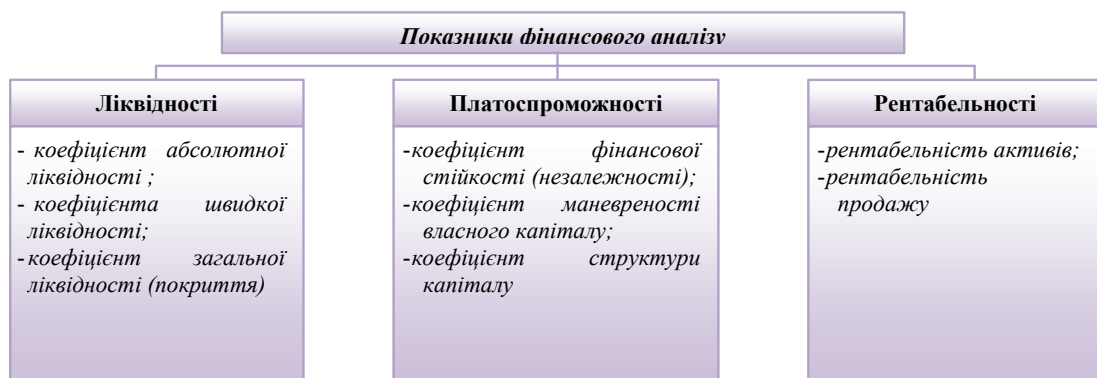 Показники фінансового аналізу
Ліквідності
- коефіцієнт абсолютної
ліквідності ;
- коефіцієнта швидкої
ліквідності;
-коефіцієнт загальної
ліквідності (покриття)
Платоспроможності
-коефіцієнт фінансової
стійкості (незалежності);
-коефіцієнт маневреності
власного капіталу;
-коефіцієнт структури
капіталу
Рентабельності
-рентабельність активів;
-рентабельність
продажу